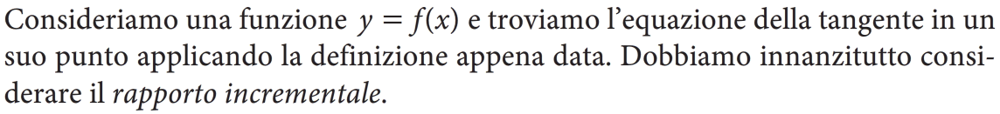 Consideriamo una funzione y = f(x) e troviamo l’equazione della tangente in un
suo punto applicando la definizione appena data. Dobbiamo innanzitutto consi-
derare il rapporto incrementale.